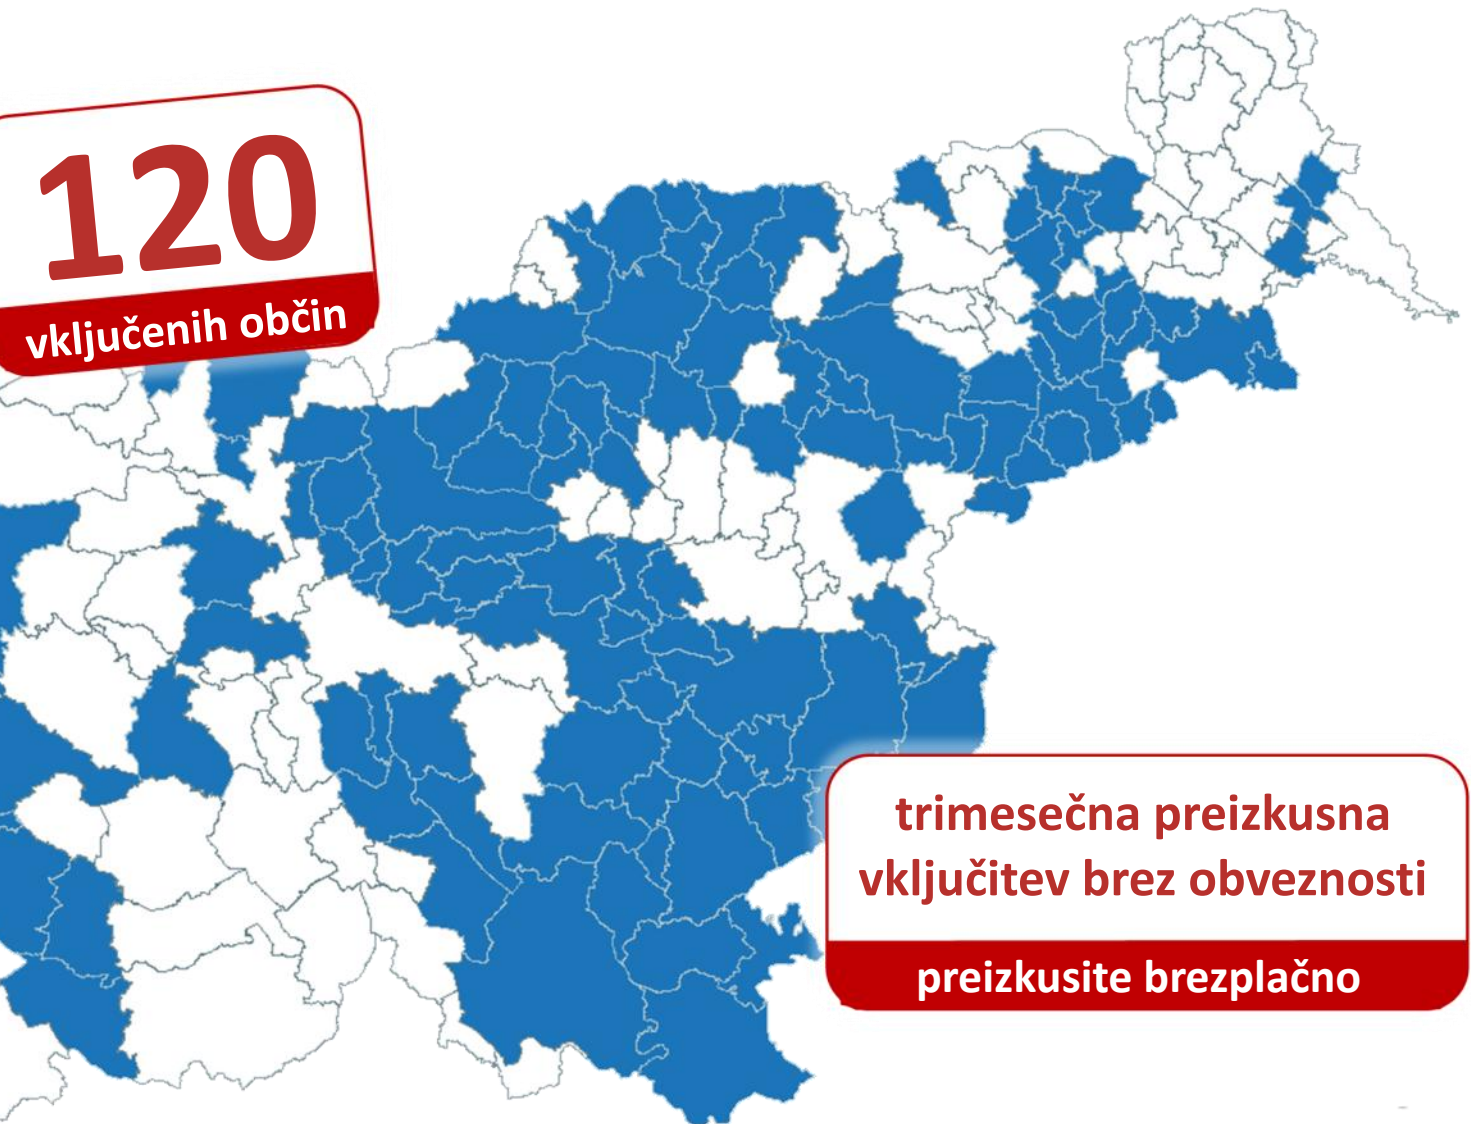 120
vključenih občin
trimesečna preizkusna
vključitev brez obveznosti
preizkusite brezplačno